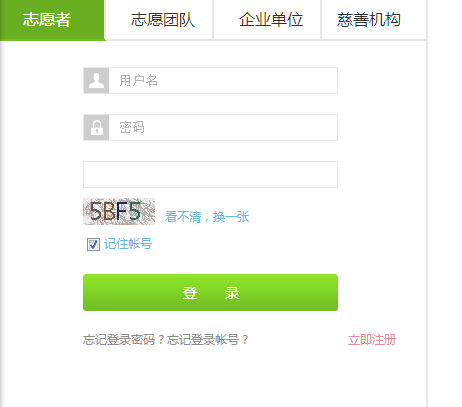 志愿者 志愿团队 企业单位 慈善机构
用户名
密码
5BF5 看不清，换一张
记住帐号
登 录
忘记登录密码？忘记登录帐号？ 立即注册